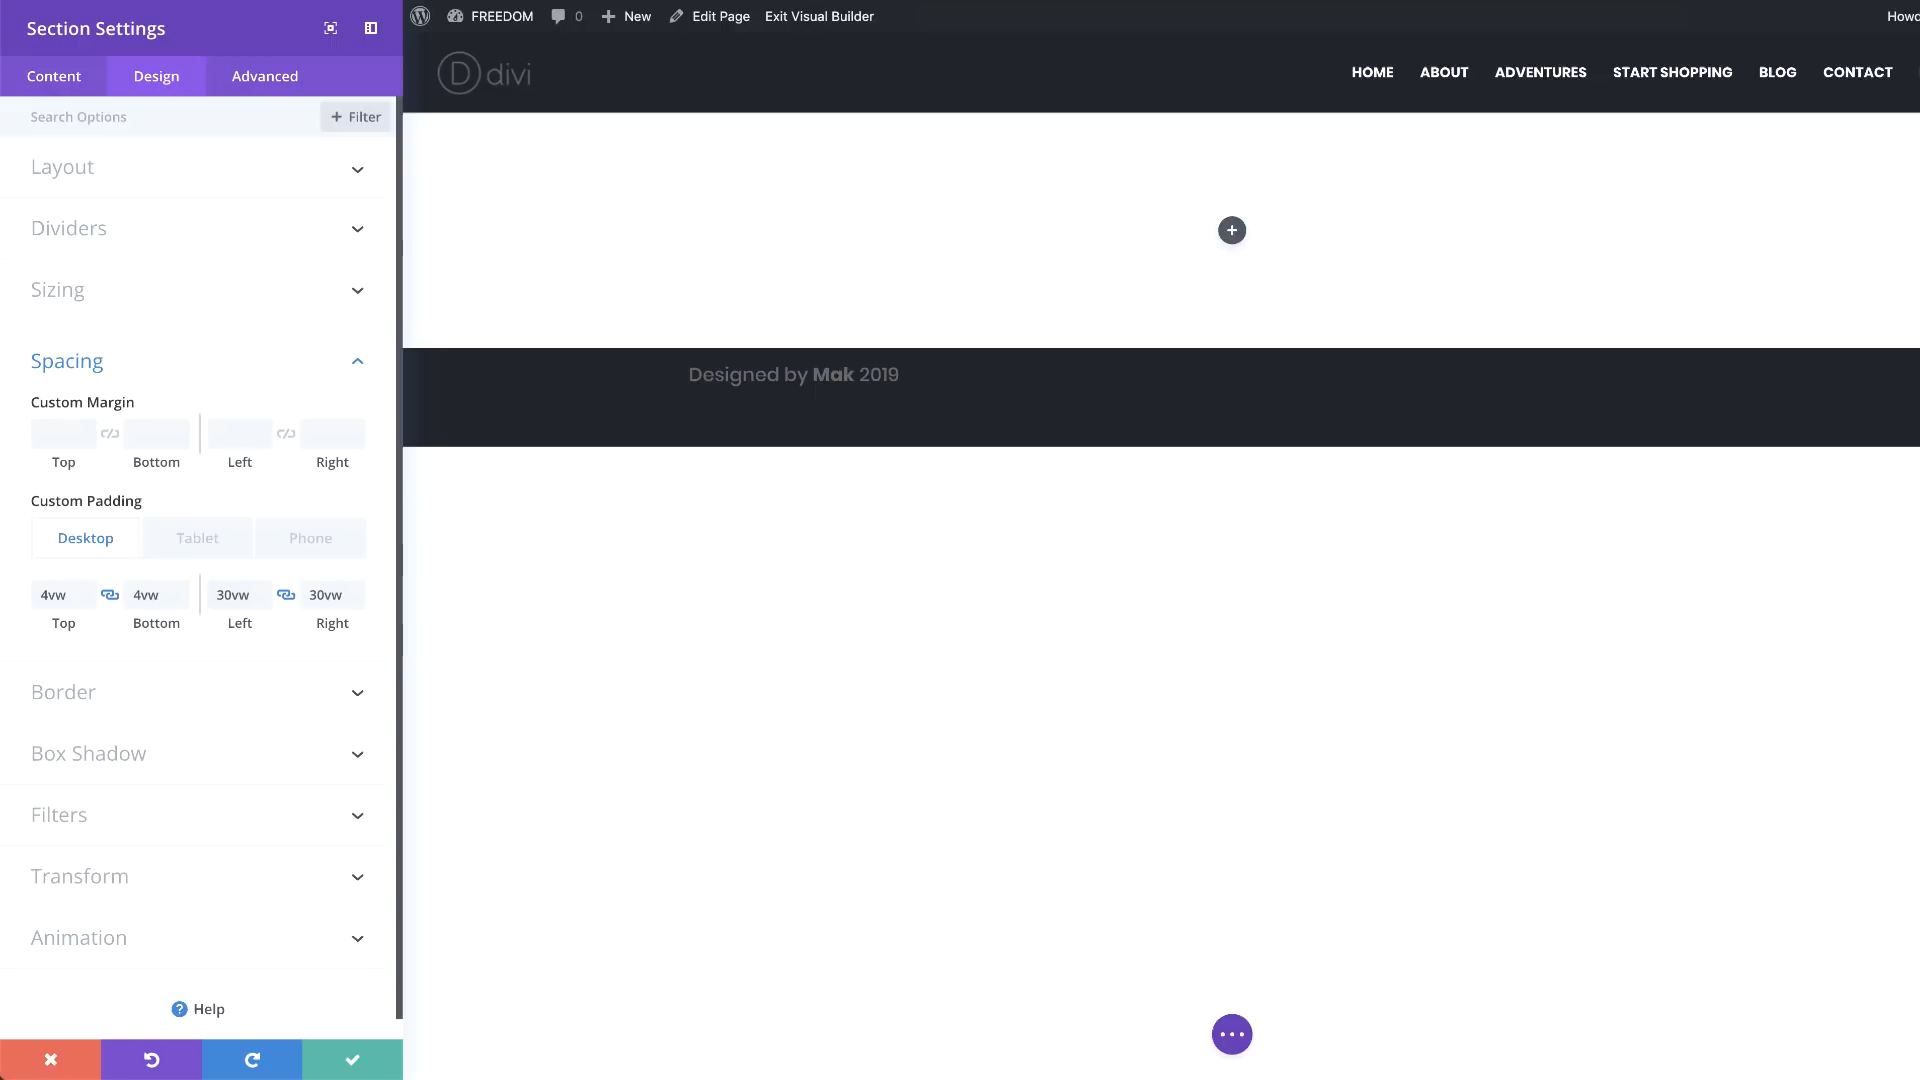 Section Settings
Content Design Advanced
Search Options
+ Filter
Layout
Dividers
Sizing
Spacing
Custom Margin
Top Bottom Left Right
Custom Padding
Desktop Tablet Phone
4vw 4vw 30vw 30vw
Top Bottom Left Right
Border
Box Shadow
Filters
Transform
Animation
? Help
FREEDOM 0 + New Edit Page Exit Visual Builder Howd
D divi
HOME ABOUT ADVENTURES START SHOPPING BLOG CONTACT
Designed by Mak 2019